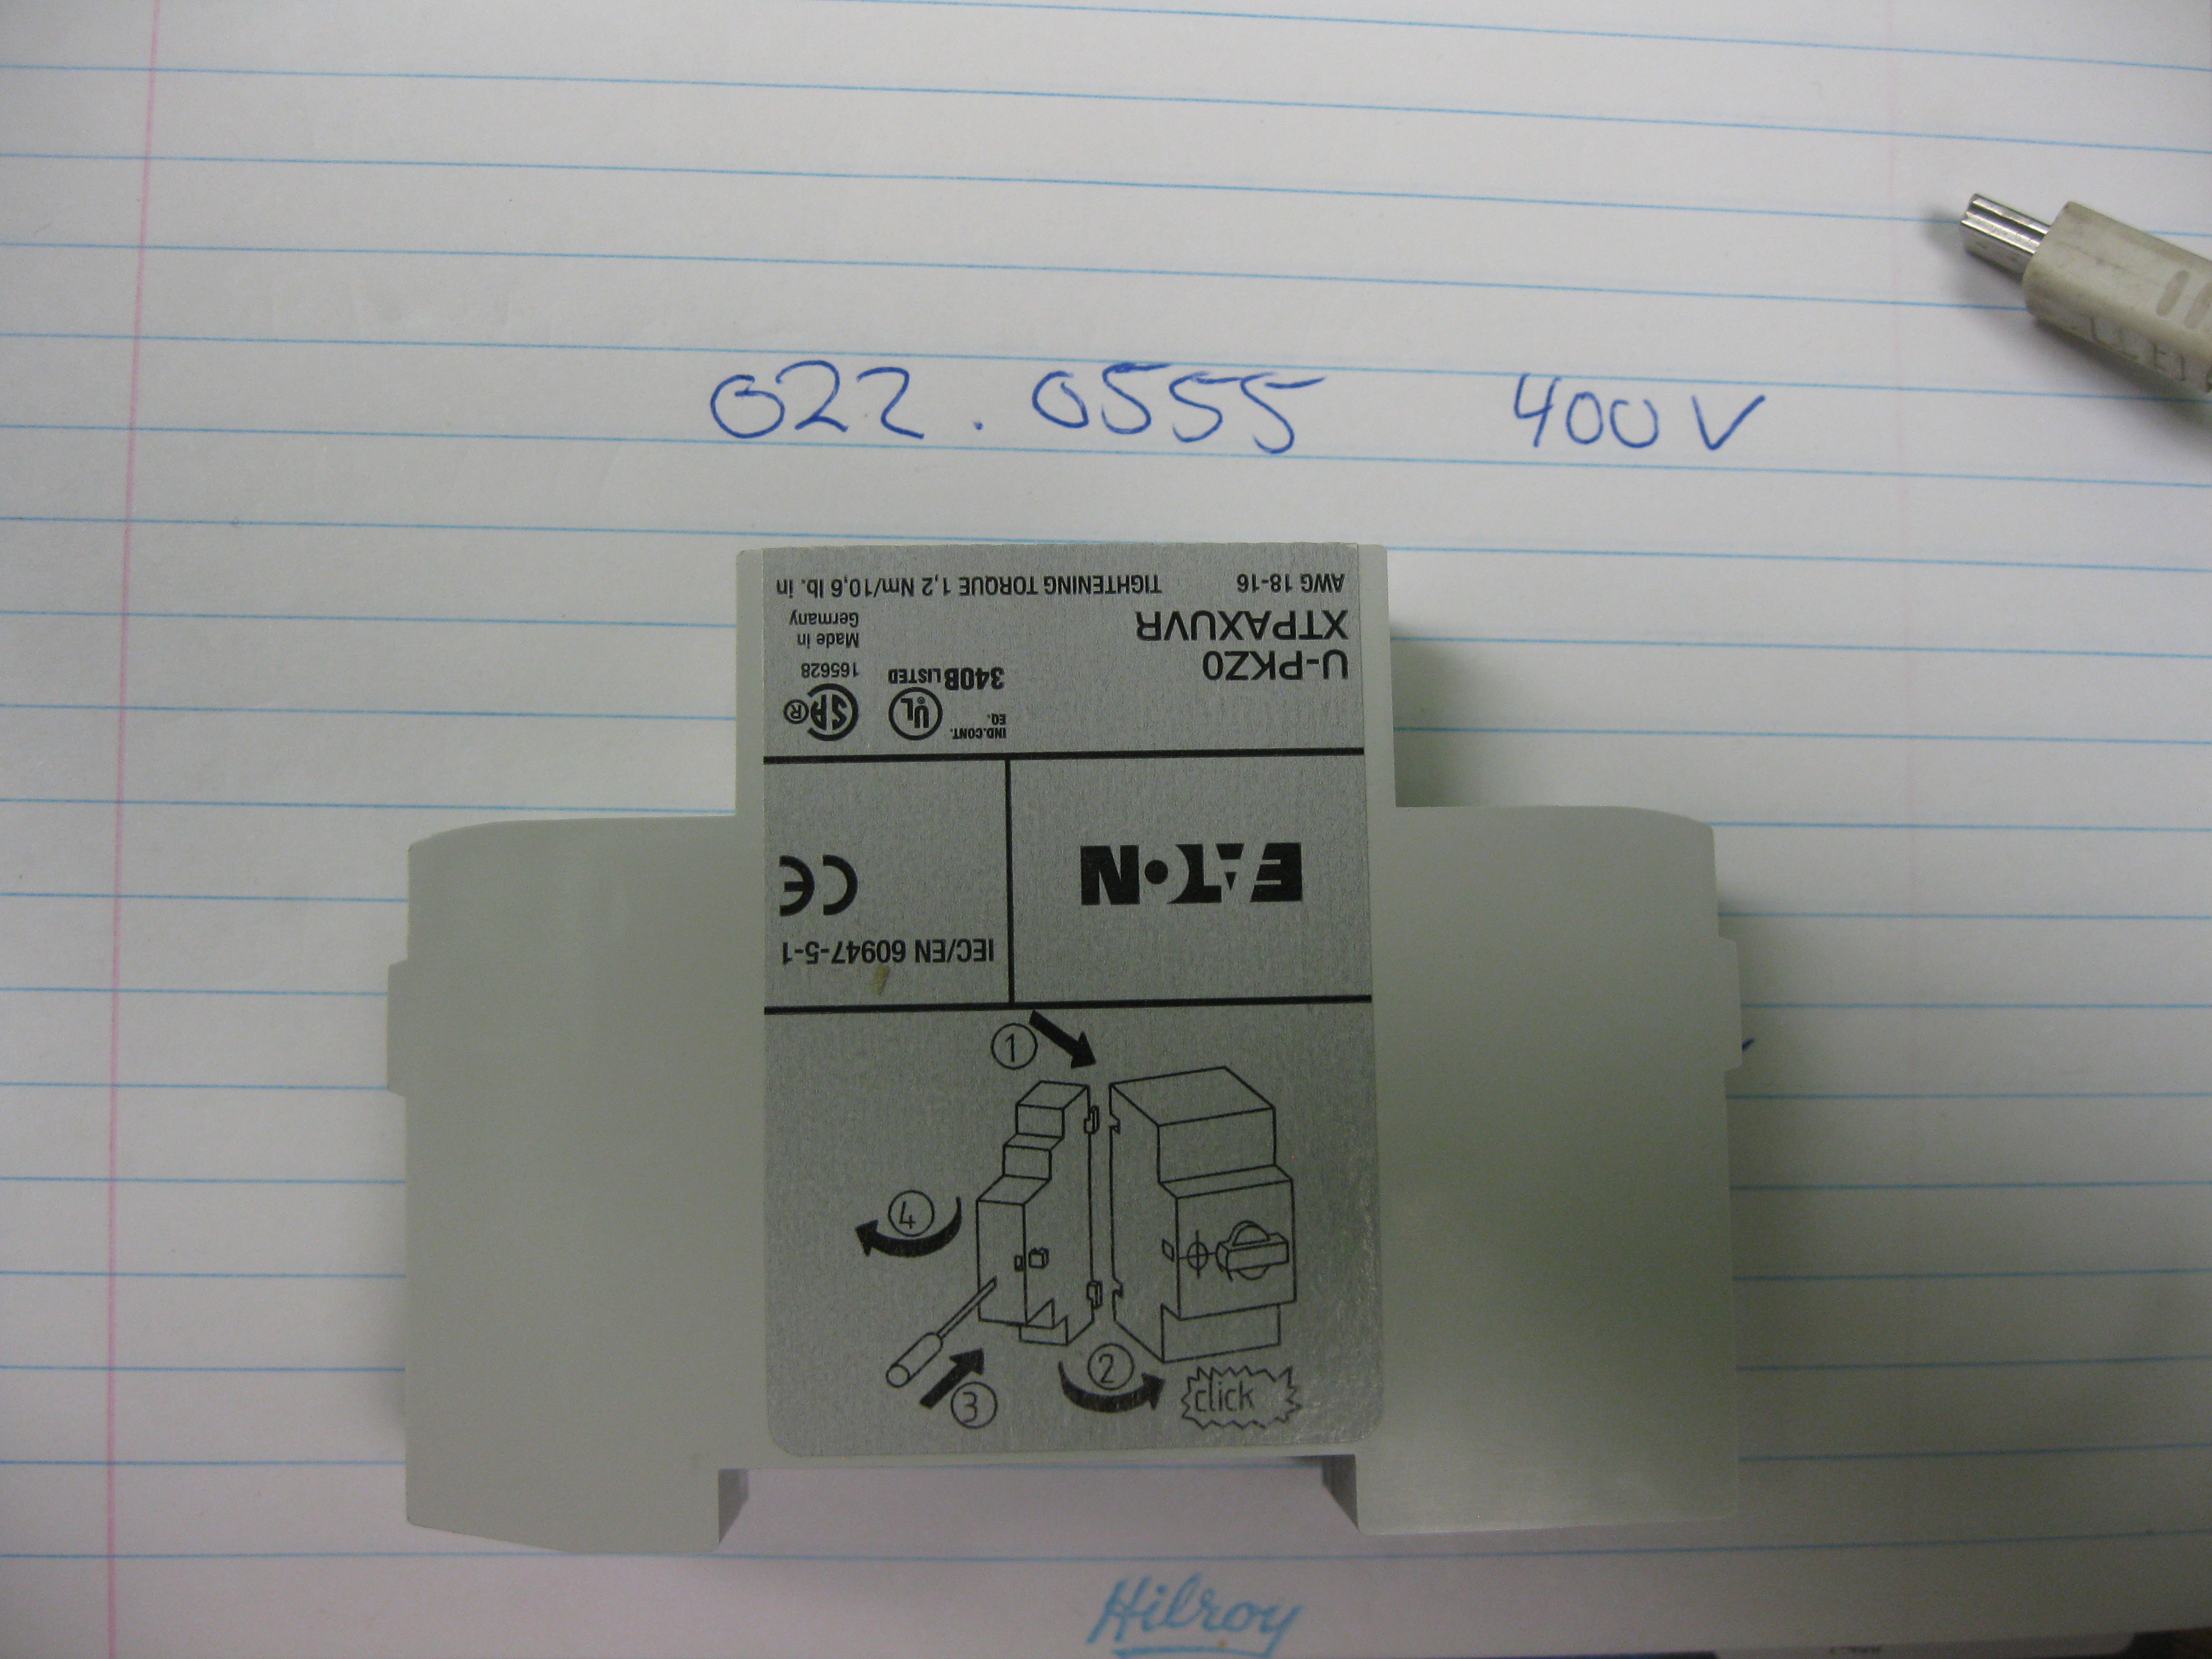 022.0555 400V
AWG 18-16 TIGHTENING TORQUE 1,2 Nm/10,6 lb. in
XTPAXUVR
U-PKZ0
Made in
Germany
165628
340B LISTED
UL
IND.CONT.
EQ.
SA®
EATON
CE
IEC/EN 60947-5-1
1
4
2
3
click
Hilroy